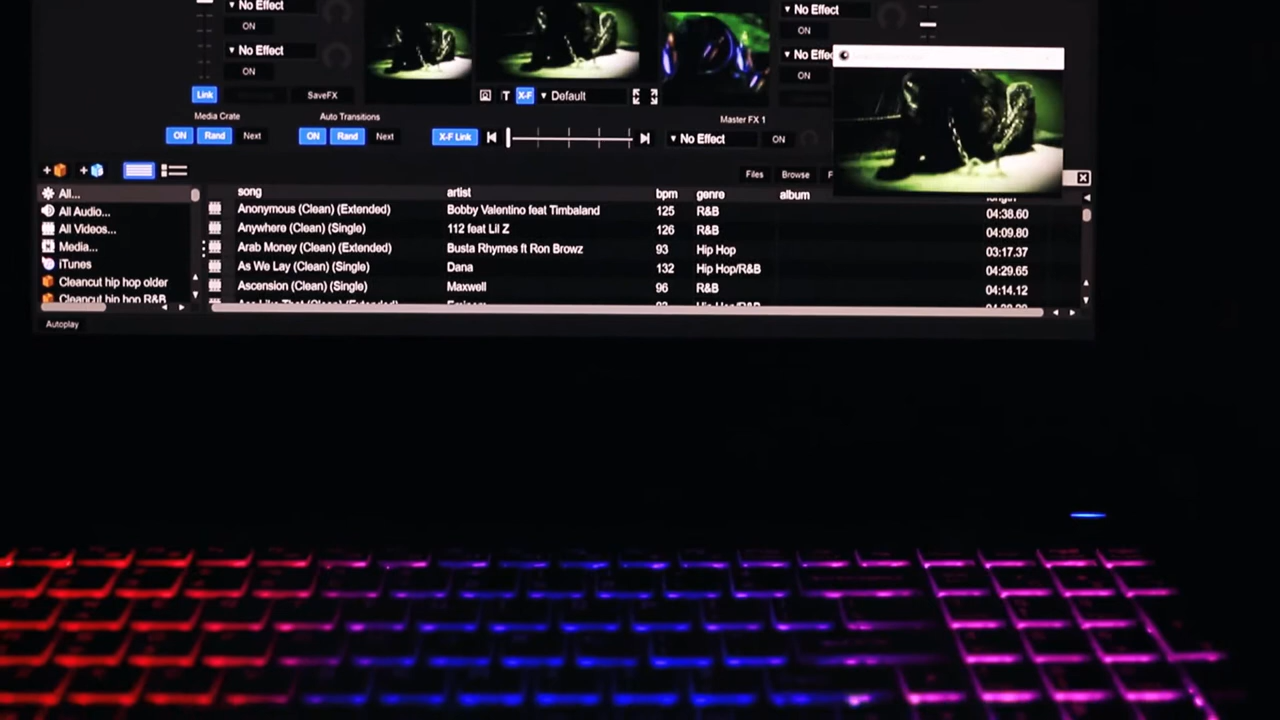 No Effect
No Effect
ON
ON
No Effect
No Effe
ON
ON
Link
SaveFX
T X-F Default
Media Crate
Auto Transitions
Master FX 1
ON Rand Next
ON Rand Next
X-F Link
No Effect
ON
Files Browse F
song artist bpm genre album
All...
Anonymous (Clean) (Extended) Bobby Valentino feat Timbaland 125 R&B 04:38.60
All Audio...
Anywhere (Clean) (Single) 112 feat Lil Z 126 R&B 04:09.80
All Videos...
Arab Money (Clean) (Extended) Busta Rhymes ft Ron Browz 93 Hip Hop 03:17.37
Media...
As We Lay (Clean) (Single) Dana 132 Hip Hop/R&B 04:29.65
iTunes
Ascension (Clean) (Single) Maxwell 96 R&B 04:14.12
Cleancut hip hop older
Cleancut hip hop R&B
Autoplay